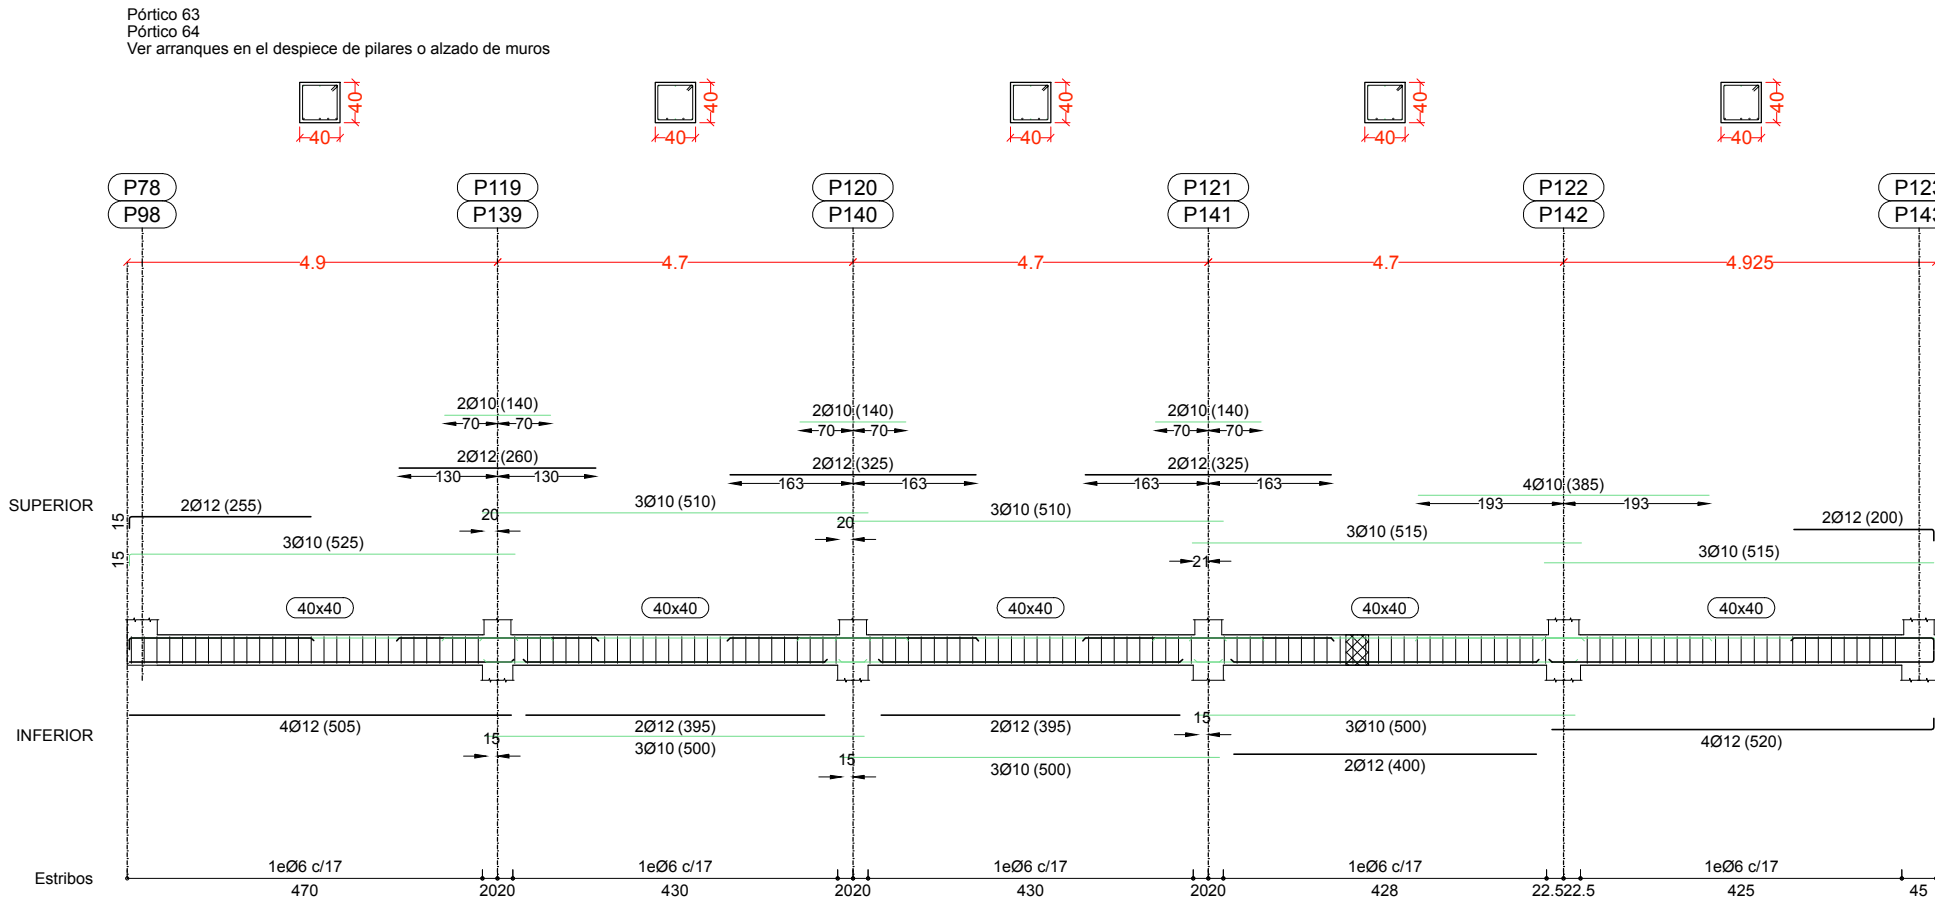 Pórtico 63
Pórtico 64
Ver arranques en el despiece de pilares o alzado de muros
40 40 40 40 40
40 40 40 40 40
P78 P119 P120 P121 P122
P98 P139 P140 P141 P142
4.9 4.7 4.7 4.7 4.925
2Ø10 (140) 2Ø10 (140) 2Ø10 (140)
70 70 70 70 70 70
2Ø12 (260) 2Ø12 (325) 2Ø12 (325)
130 130 163 163 163 163
4Ø10 (385)
193 193
SUPERIOR
2Ø12 (255) 3Ø10 (510) 3Ø10 (510) 2Ø12 (200)
15 20 20
3Ø10 (515)
15 3Ø10 (525) 21 3Ø10 (515)
40x40 40x40 40x40 40x40 40x40
INFERIOR
4Ø12 (505) 2Ø12 (395) 2Ø12 (395) 15 3Ø10 (500) 4Ø12 (520)
15 3Ø10 (500) 15 3Ø10 (500) 2Ø12 (400)
Estribos
1eØ6 c/17 1eØ6 c/17 1eØ6 c/17 1eØ6 c/17 1eØ6 c/17
470 2020 430 2020 430 2020 428 22.522.5 425 45